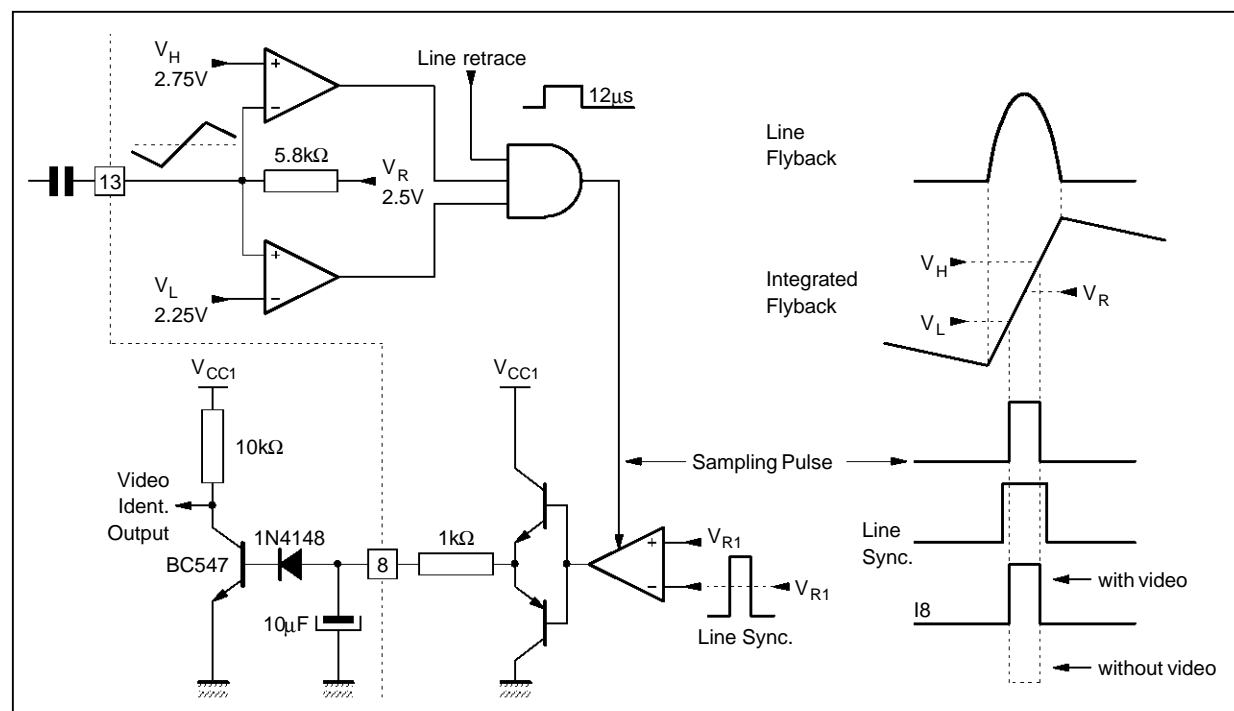 V_H
2.75V
+
−
Line retrace
12μs
5.8kΩ
V_R
2.5V
13
+
−
V_L
2.25V
Line
Flyback
Integrated
Flyback
V_H
V_R
V_L
V_CC1
10kΩ
Video
Ident.
Output
1N4148
BC547
10μF
8
1kΩ
V_CC1
Sampling Pulse
+
−
V_R1
V_R1
Line Sync.
Line
Sync.
with video
I8
without video